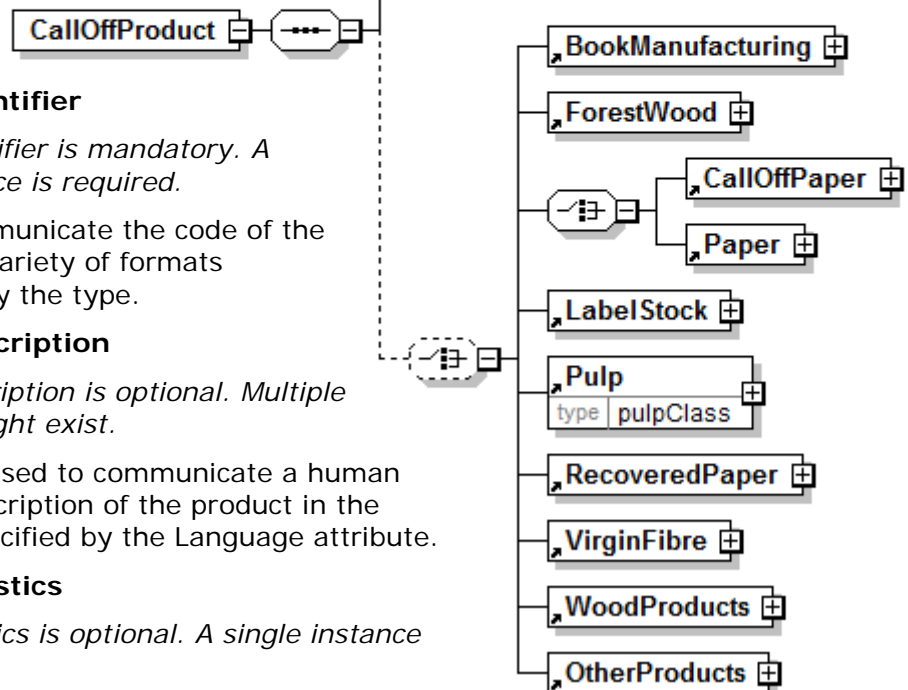 CallOffProduct
BookManufacturing
ForestWood
CallOffPaper
Paper
LabelStock
Pulp
type pulpClass
RecoveredPaper
VirginFibre
WoodProducts
OtherProducts
ntifier
ifier is mandatory. A
ce is required.
municate the code of the
ariety of formats
y the type.
cription
iption is optional. Multiple
ght exist.
sed to communicate a human
cription of the product in the
cified by the Language attribute.
stics
ics is optional. A single instance